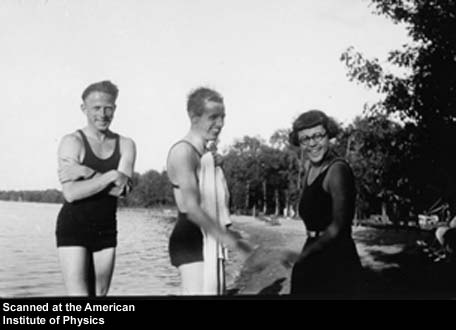 Scanned at the American
Institute of Physics